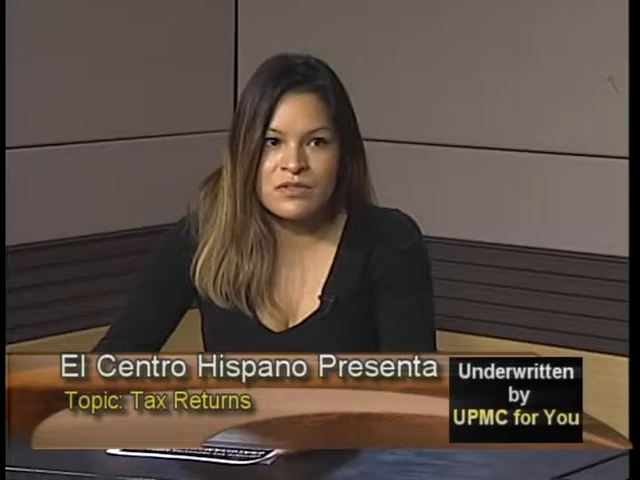 El Centro Hispano Presenta
Topic: Tax Returns
Underwritten
by
UPMC for You